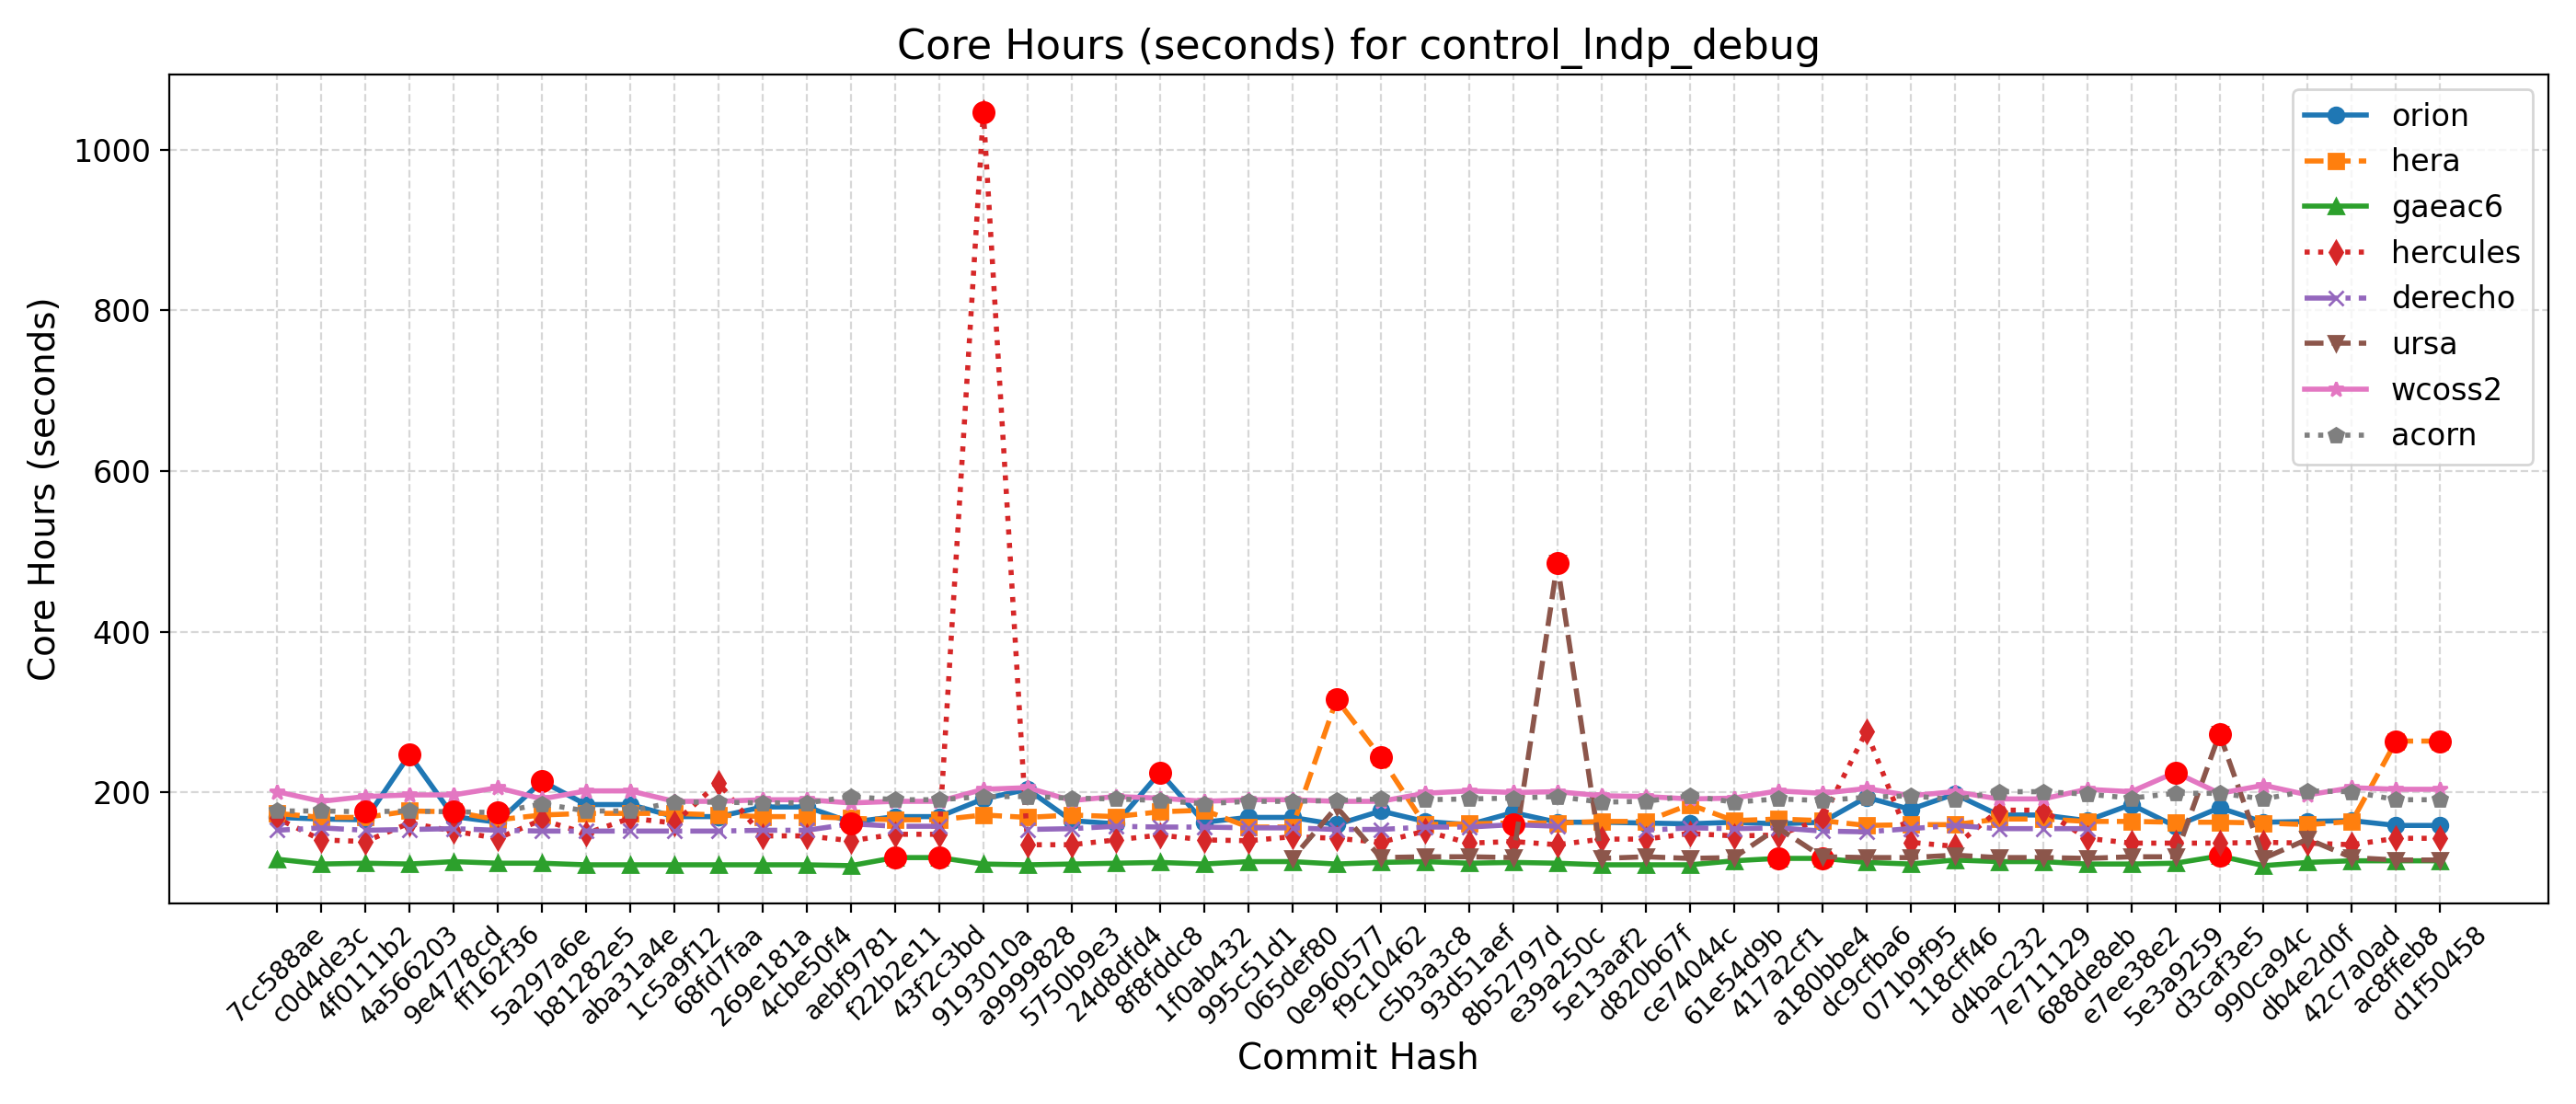 Core Hours (seconds) for control_lndp_debug
Core Hours (seconds)
1000
800
600
400
200
orion
hera
gaeac6
hercules
derecho
ursa
wcoss2
acorn
7cc588ae
c0d4de3c
4f0111b2
4a566203
9e4778cd
ff162f36
5a297a6e
b81282e5
aba31a4e
1c5a9f12
68fd7faa
269e181a
4cbe50f4
aebf9781
f22b2e11
43f2c3bd
9193010a
a9999828
5750b9e3
24d8dfd4
8f8fddc8
1f0ab432
995c51d1
065def80
0e960577
f9c10462
c5b3a3c8
93d51aef
8b52797d
e39a250c
5e13aaf2
d820b67f
ce74044c
61e54d9b
417a2cf1
a180bbe4
dc9cfba6
071b9f95
118cff46
d4bac232
7e711129
688de8eb
e7ee38e2
5e3a9259
d3caf3e5
990ca94c
db4e2d0f
42c7a0ad
ac8ffeb8
d1f50458
Commit Hash